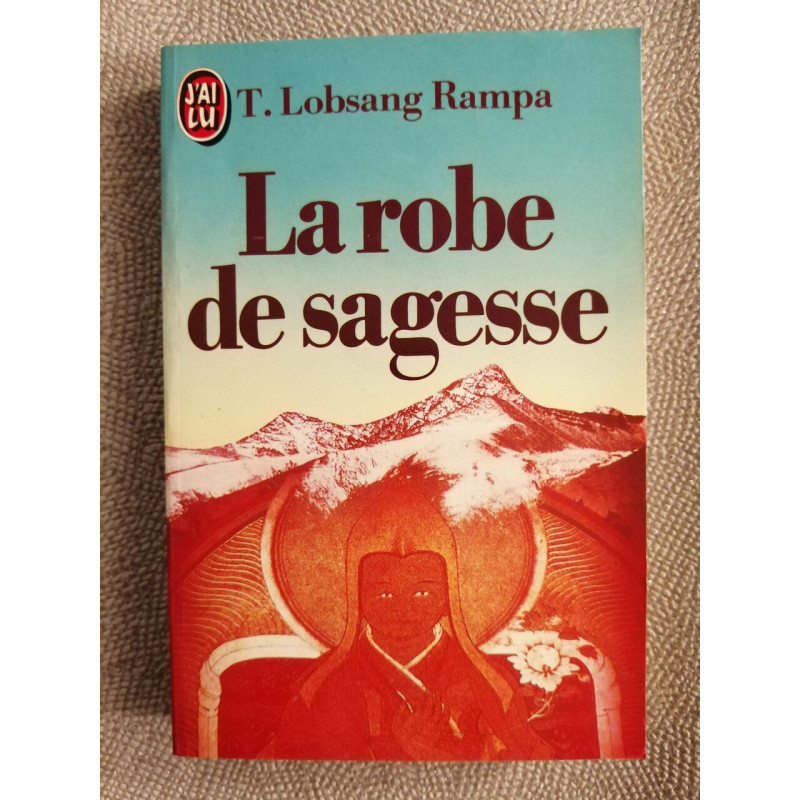 J'AI
LU
T. Lobsang Rampa
La robe
de sagesse